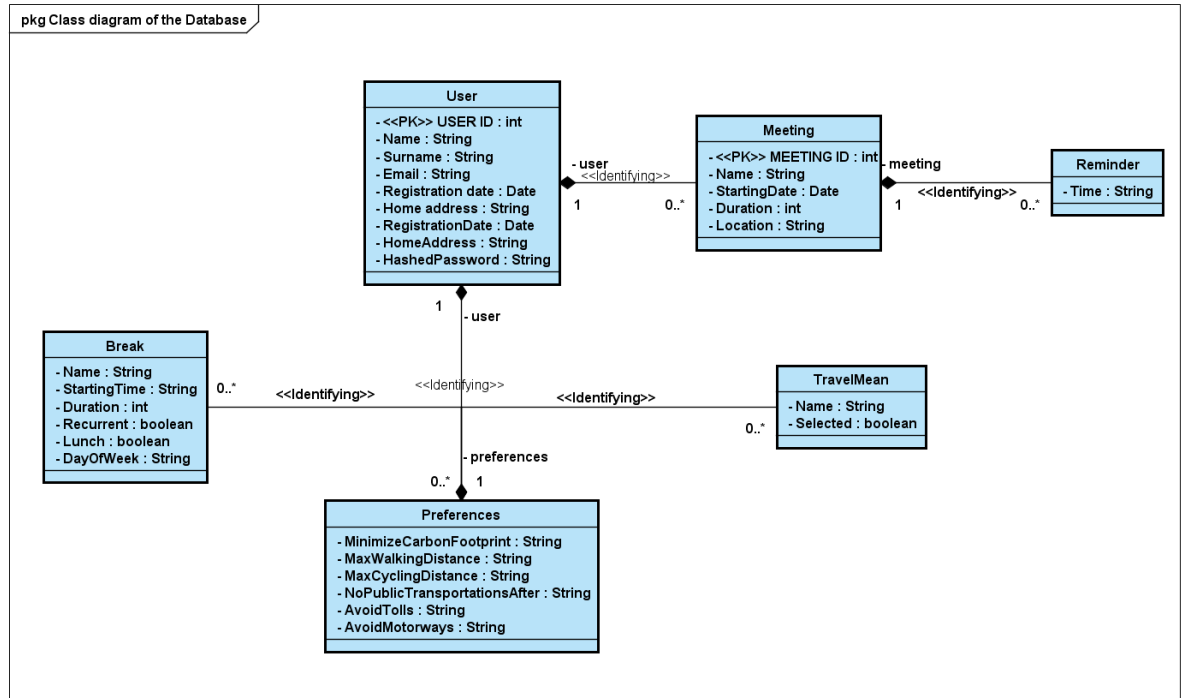 pkg Class diagram of the Database
User
- <<PK>> USER ID : int
- Name : String
- Surname : String
- Email : String
- Registration date : Date
- Home address : String
- RegistrationDate : Date
- HomeAddress : String
- HashedPassword : String
- user
<<Identifying>>
1
0..*
Meeting
- <<PK>> MEETING ID : int
- Name : String
- StartingDate : Date
- Duration : int
- Location : String
- meeting
<<Identifying>>
1
0..*
Reminder
- Time : String
1
- user
Break
- Name : String
- StartingTime : String
- Duration : int
- Recurrent : boolean
- Lunch : boolean
- DayOfWeek : String
0..*
<<Identifying>>
<<Identifying>>
<<Identifying>>
0..*
TravelMean
- Name : String
- Selected : boolean
- preferences
0..*
1
Preferences
- MinimizeCarbonFootprint : String
- MaxWalkingDistance : String
- MaxCyclingDistance : String
- NoPublicTransportationsAfter : String
- AvoidTolls : String
- AvoidMotorways : String